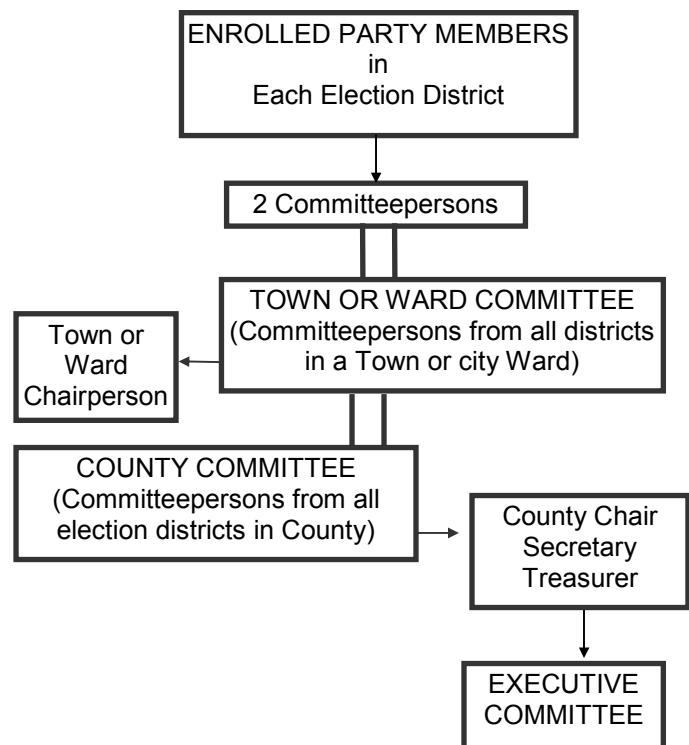 ENROLLED PARTY MEMBERS
in
Each Election District
2 Committeepersons
TOWN OR WARD COMMITTEE
(Committeepersons from all districts
in a Town or city Ward)
Town or
Ward
Chairperson
COUNTY COMMITTEE
(Committeepersons from all
election districts in County)
County Chair
Secretary
Treasurer
EXECUTIVE
COMMITTEE